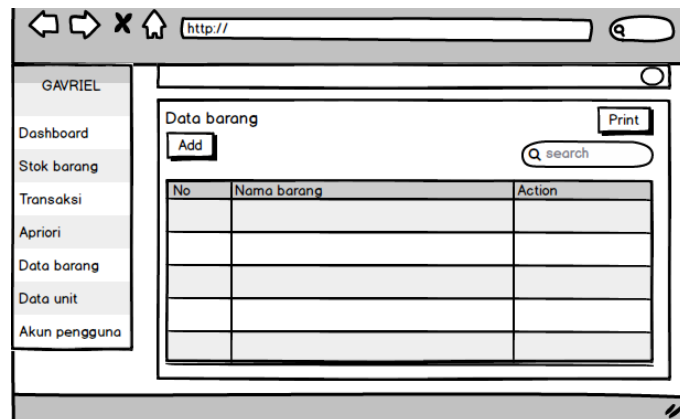 http://
GAVRIEL
Dashboard
Stok barang
Transaksi
Apriori
Data barang
Data unit
Akun pengguna
Data barang
Print
Add
search
No Nama barang Action